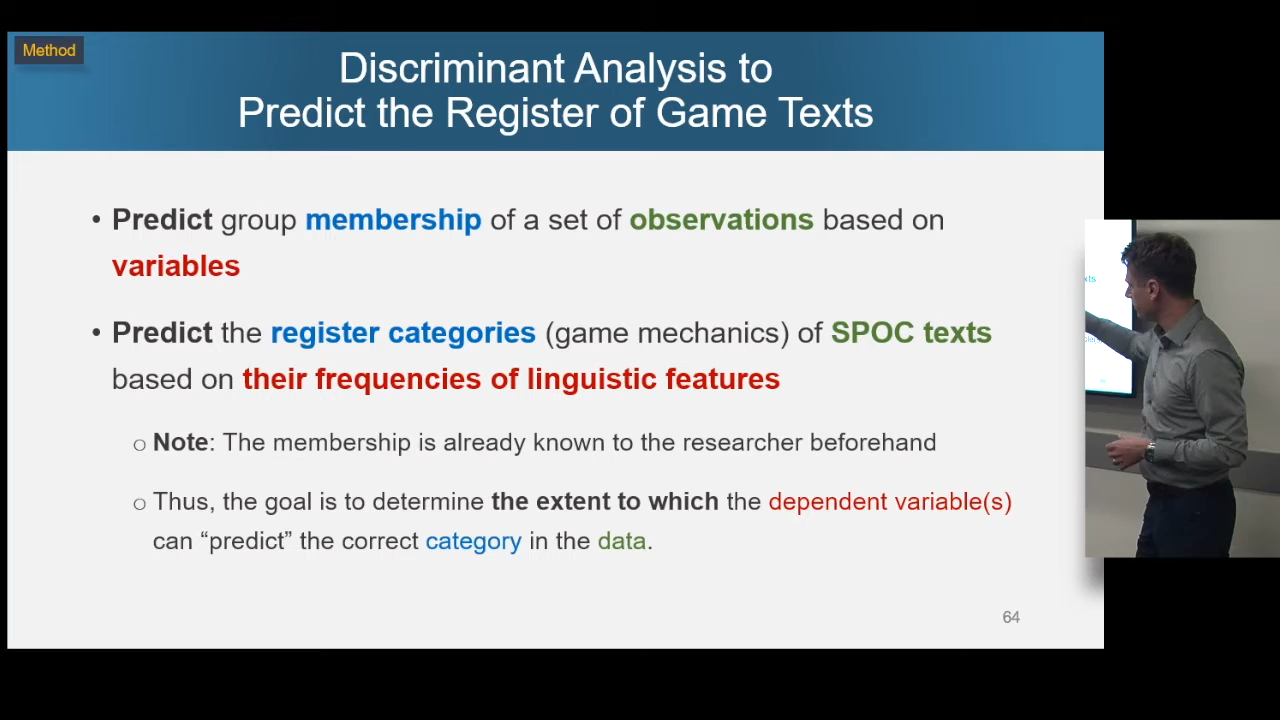 Method
Discriminant Analysis to
Predict the Register of Game Texts
• Predict group membership of a set of observations based on
variables
• Predict the register categories (game mechanics) of SPOC texts
based on their frequencies of linguistic features
○ Note: The membership is already known to the researcher beforehand
○ Thus, the goal is to determine the extent to which the dependent variable(s)
can “predict” the correct category in the data.
64